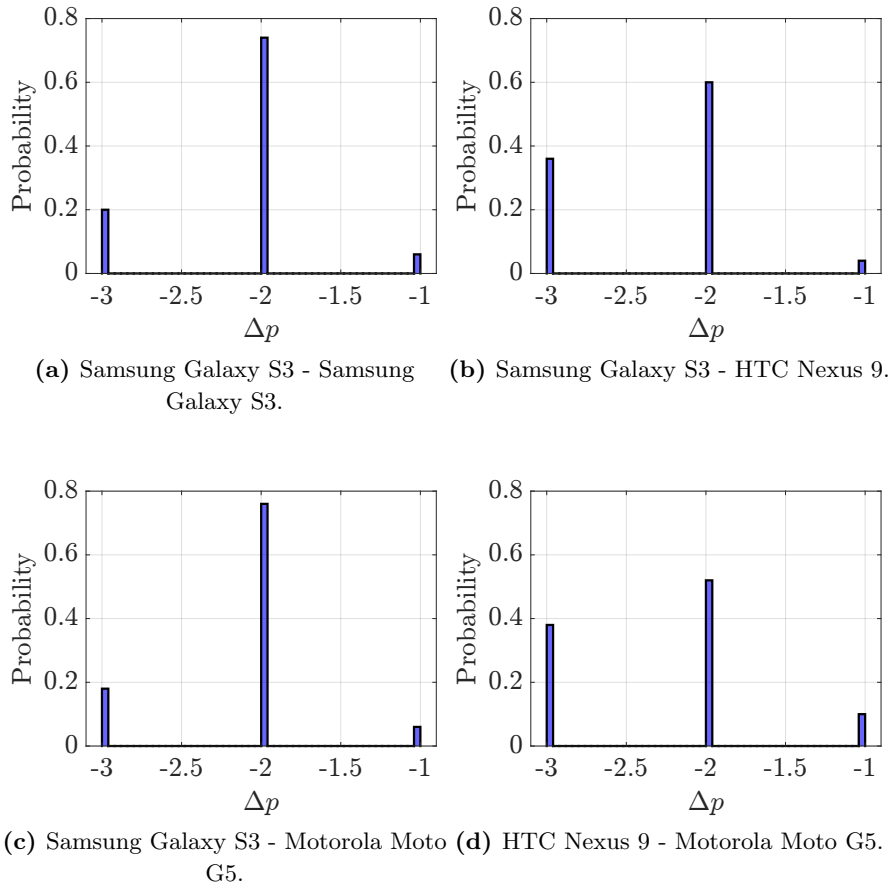 0.8
0.6
0.4
0.2
0
Probability
-3 -2.5 -2 -1.5 -1
Δp
(a) Samsung Galaxy S3 - Samsung
Galaxy S3.
0.8
0.6
0.4
0.2
0
Probability
-3 -2.5 -2 -1.5 -1
Δp
(b) Samsung Galaxy S3 - HTC Nexus 9.
0.8
0.6
0.4
0.2
0
Probability
-3 -2.5 -2 -1.5 -1
Δp
(c) Samsung Galaxy S3 - Motorola Moto
G5.
0.8
0.6
0.4
0.2
0
Probability
-3 -2.5 -2 -1.5 -1
Δp
(d) HTC Nexus 9 - Motorola Moto G5.